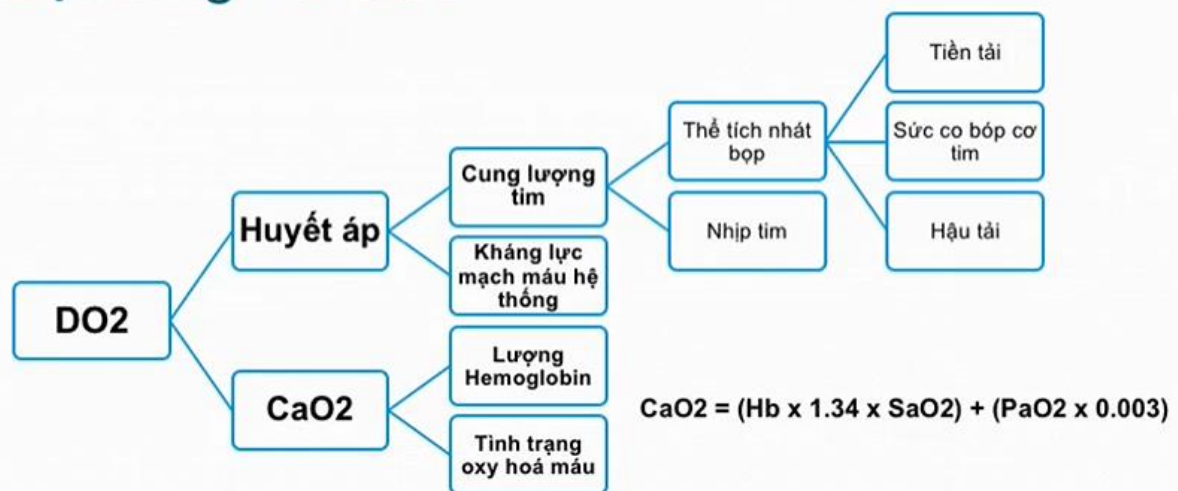 Tiền tải
Thể tích nhát
bọp
Sức co bóp cơ
tim
Cung lượng
tim
Huyết áp
Nhịp tim
Hậu tải
Kháng lực
mạch máu hệ
thống
DO2
Lượng
Hemoglobin
CaO2
CaO2 = (Hb x 1.34 x SaO2) + (PaO2 x 0.003)
Tình trạng
oxy hoá máu